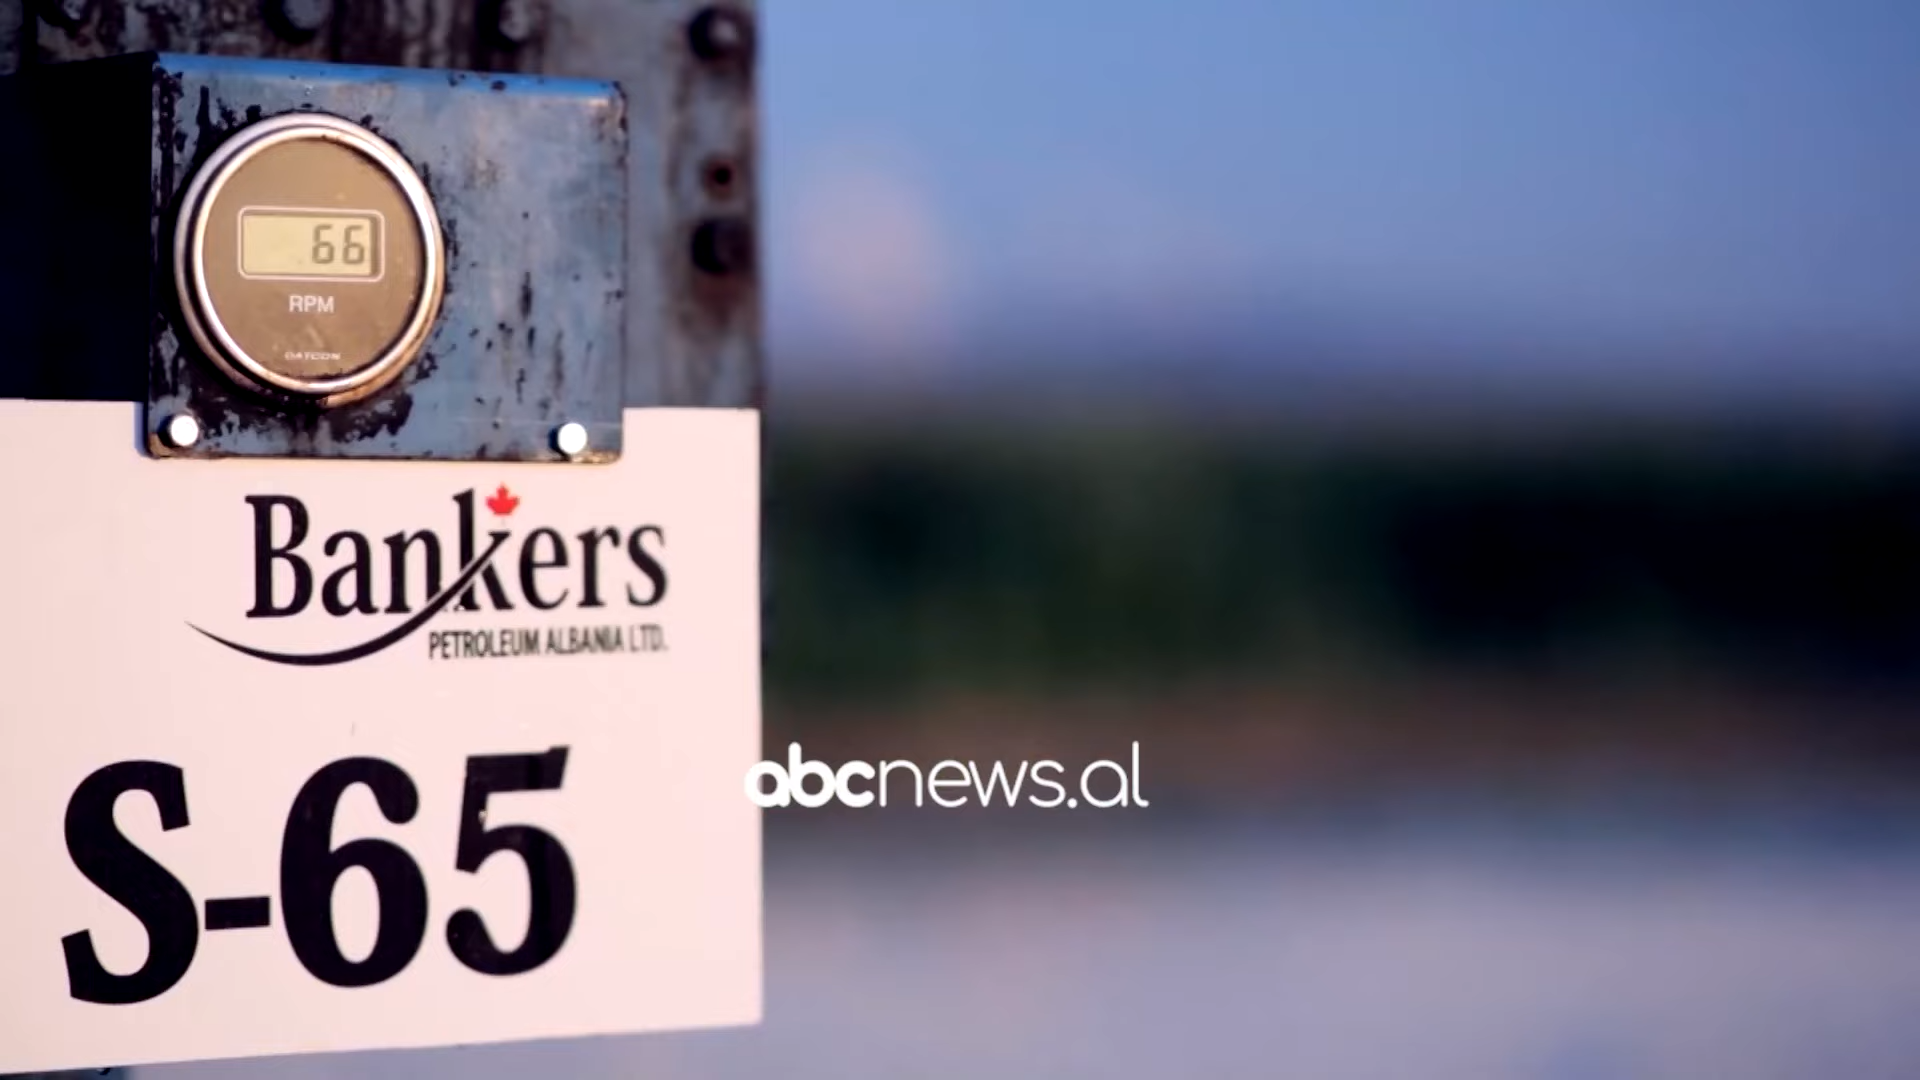 66
RPM
DATCON
Bankers
PETROLEUM ALBANIA LTD.
S-65
abcnews.al